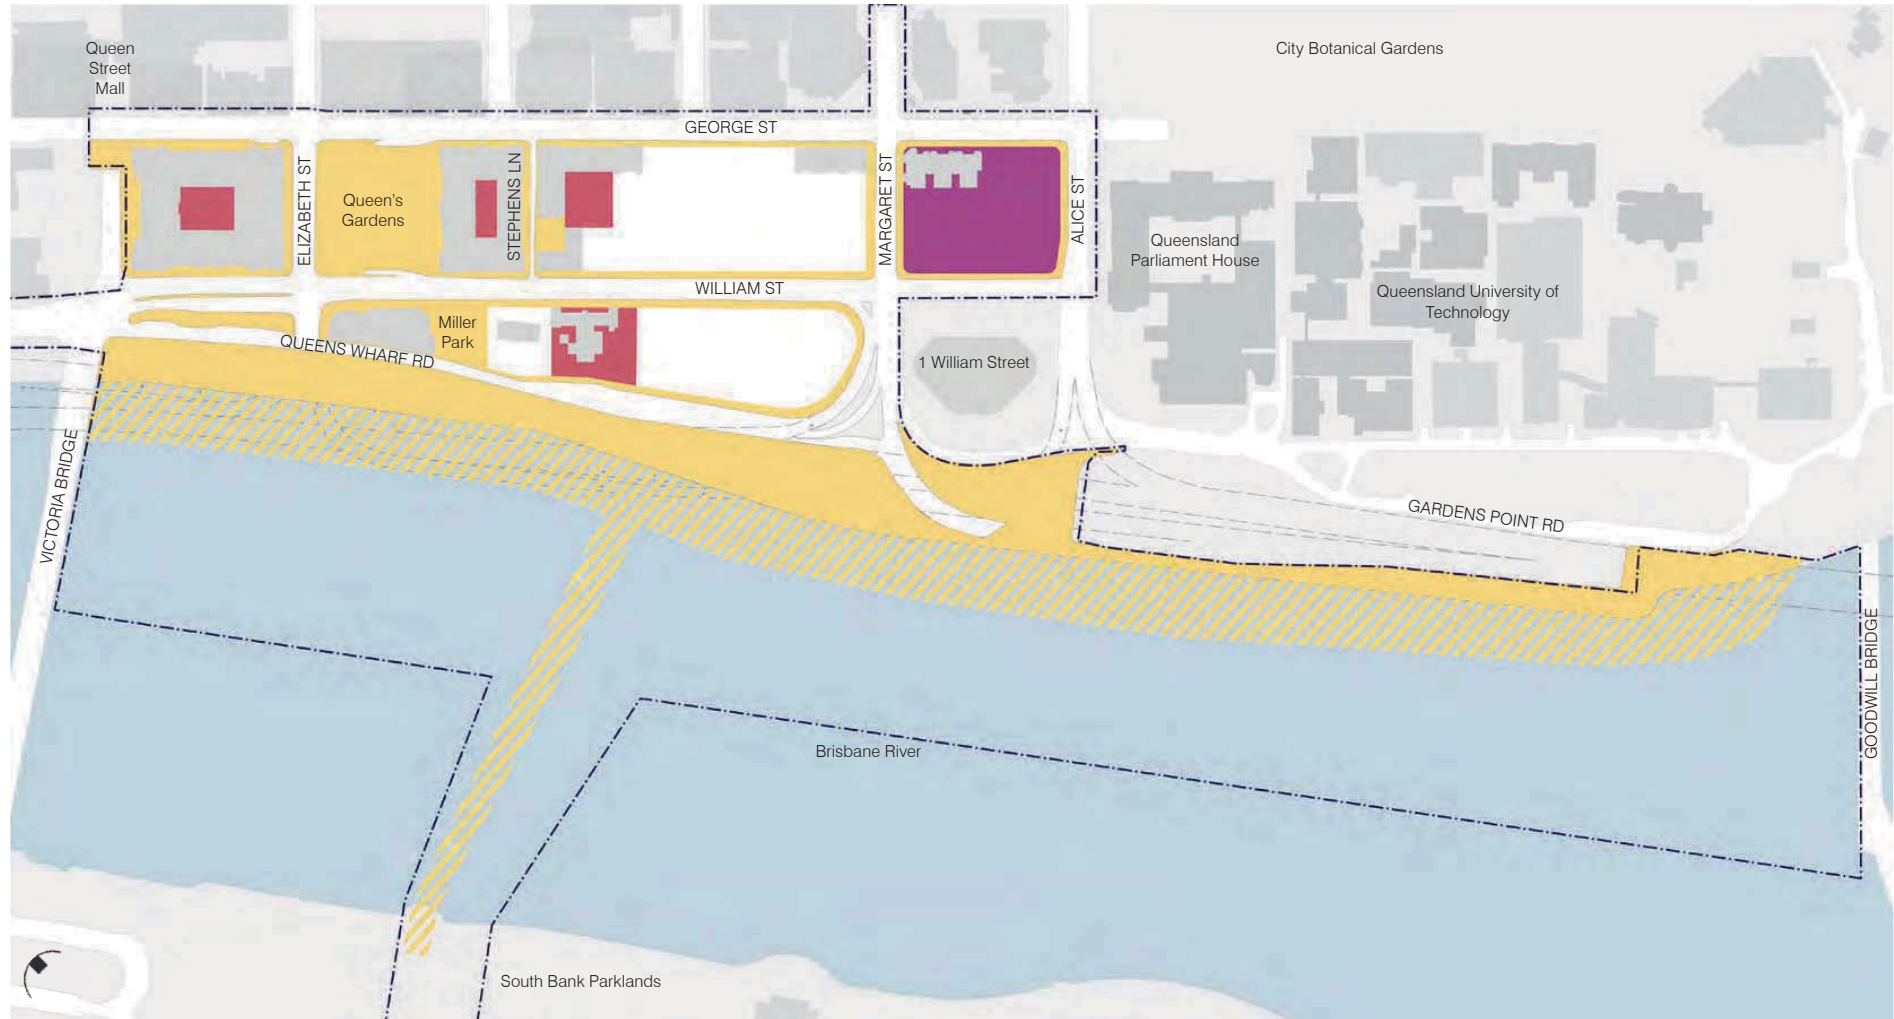 Queen
Street
Mall
City Botanical Gardens
GEORGE ST
ELIZABETH ST
Queen's
Gardens
STEPHENS LN
MARGARET ST
ALICE ST
Queensland
Parliament House
WILLIAM ST
Queensland University of
Technology
Miller
Park
QUEENS WHARF RD
1 William Street
VICTORIA BRIDGE
GARDENS POINT RD
GOODWILL BRIDGE
Brisbane River
South Bank Parklands